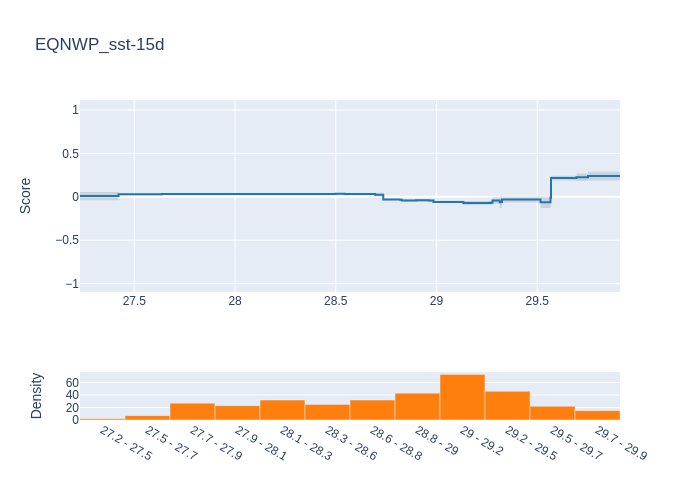 EQNWP_sst-15d
Score
1
0.5
0
−0.5
−1
27.5 28 28.5 29 29.5
Density
60
40
20
0
27.2 - 27.5
27.5 - 27.7
27.7 - 27.9
27.9 - 28.1
28.1 - 28.3
28.3 - 28.6
28.6 - 28.8
28.8 - 29
29 - 29.2
29.2 - 29.5
29.5 - 29.7
29.7 - 29.9